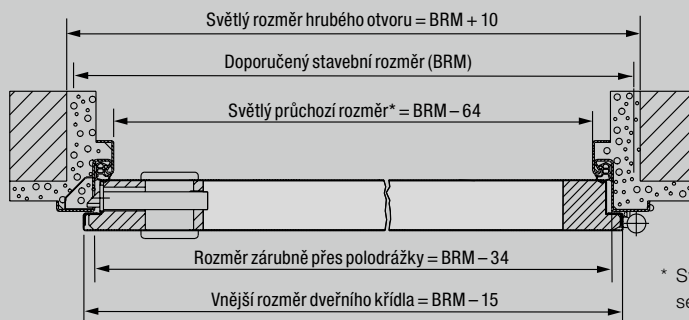 Světlý rozměr hrubého otvoru = BRM + 10
Doporučený stavební rozměr (BRM)
Světlý průchozí rozměr* = BRM – 64
Rozměr zárubně přes polodrážky = BRM – 34
Vnější rozměr dveřního křídla = BRM – 15
*